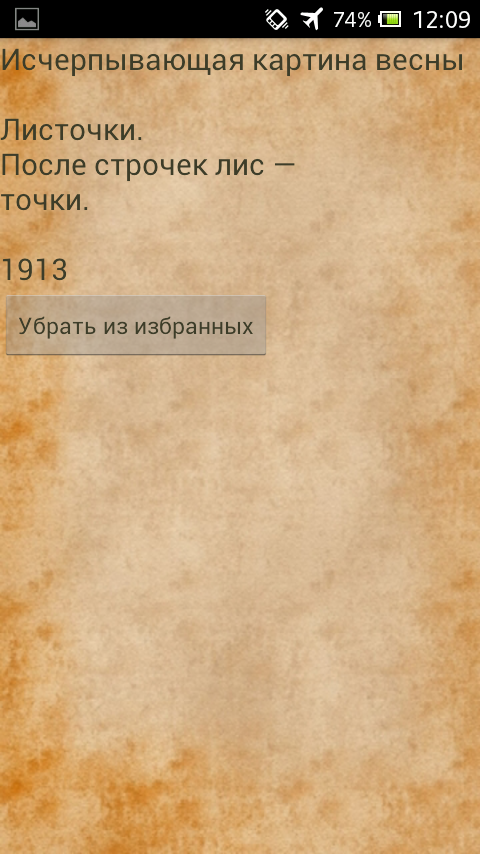 74% 12:09
Исчерпывающая картина весны
Листочки.
После строчек лис —
точки.
1913
Убрать из избранных